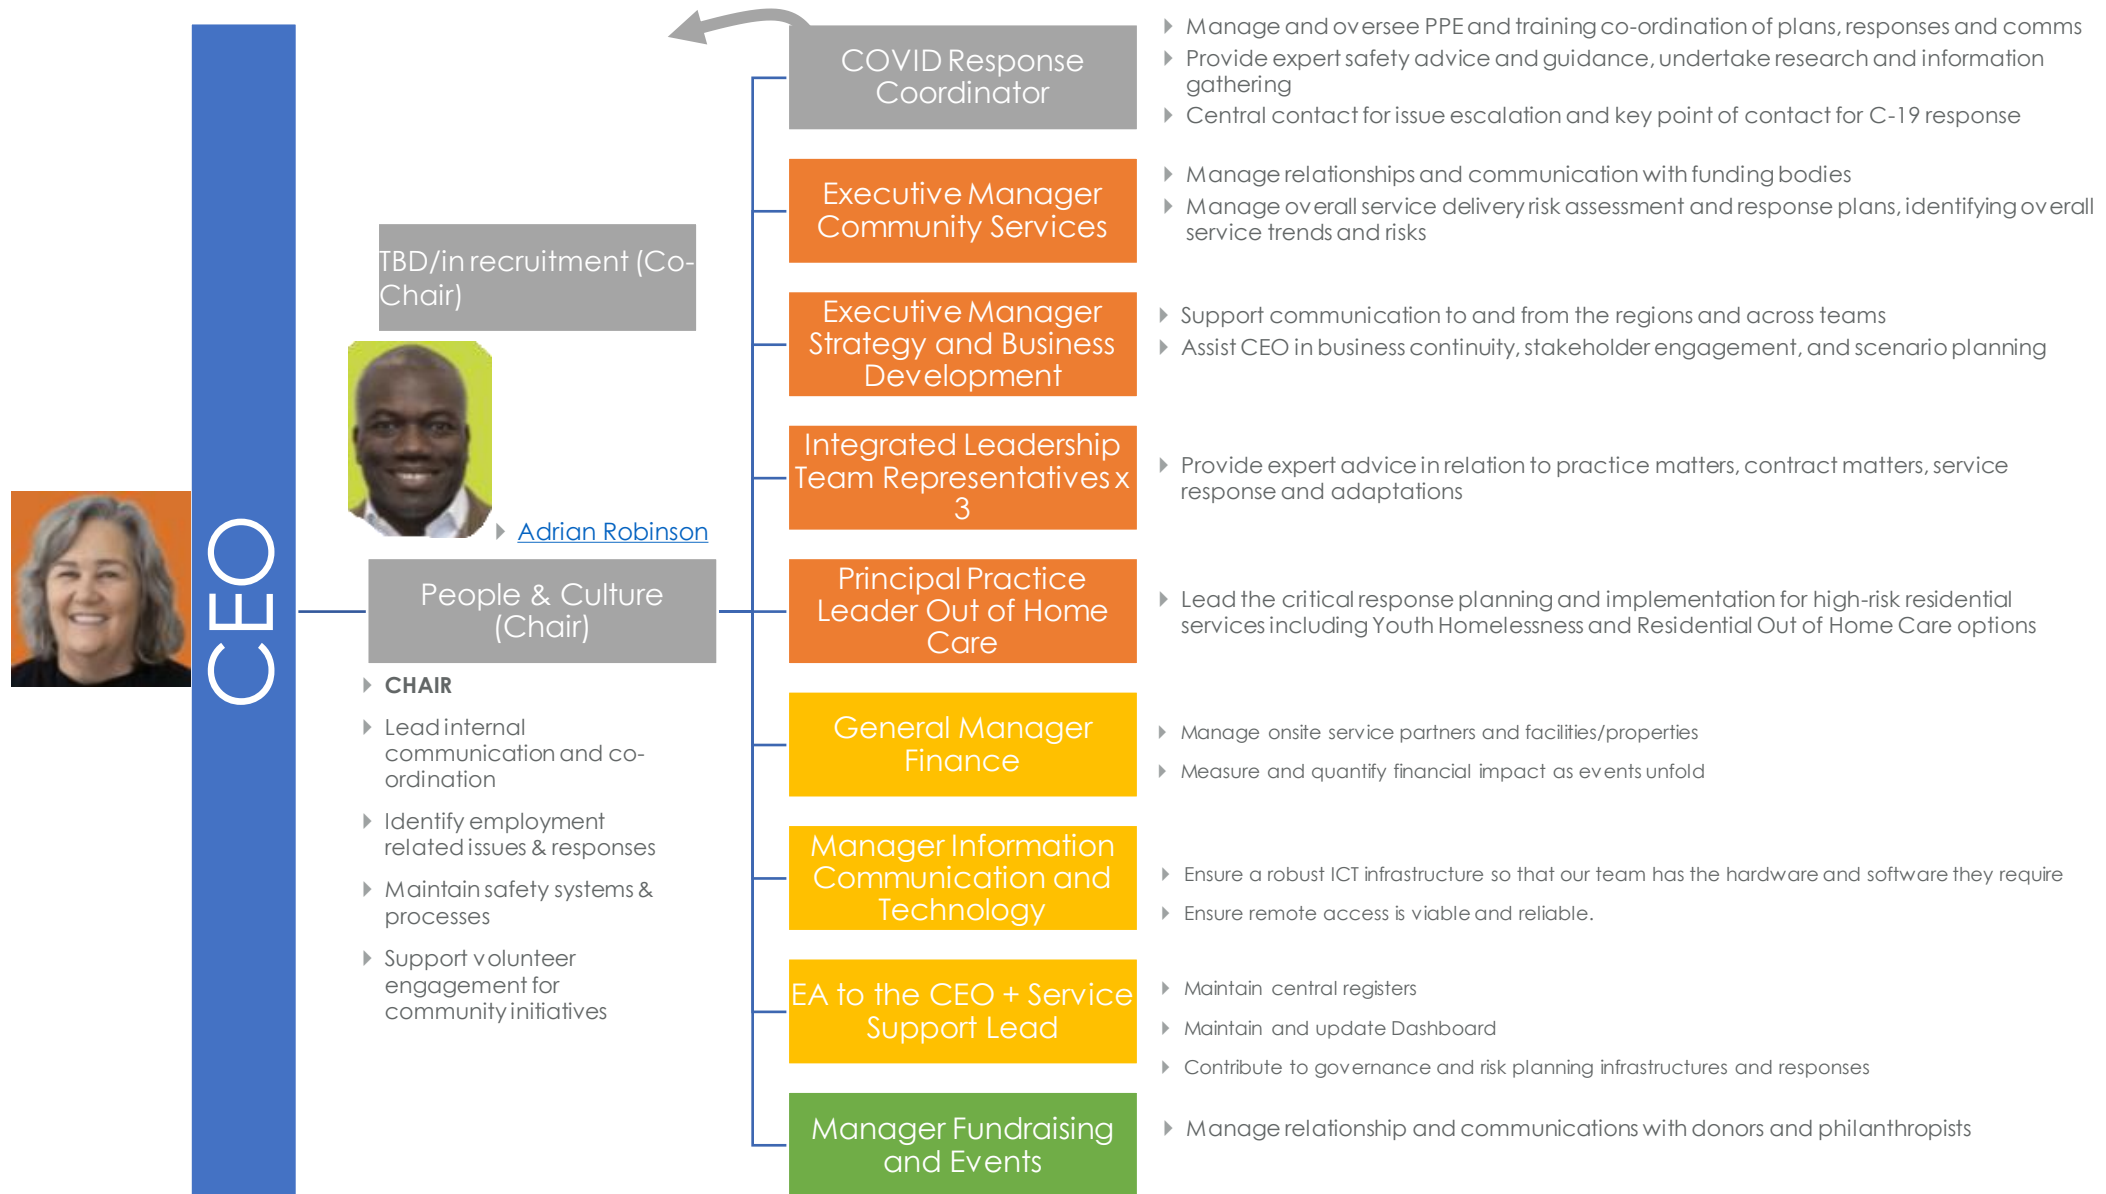 CEO
TBD/in recruitment (Co-
Chair)
Adrian Robinson
People & Culture
(Chair)
CHAIR
Lead internal
communication and co-
ordination
Identify employment
related issues & responses
Maintain safety systems &
processes
Support volunteer
engagement for
community initiatives
COVID Response
Coordinator
Manage and oversee PPE and training co-ordination of plans, responses and comms
Provide expert safety advice and guidance, undertake research and information
gathering
Central contact for issue escalation and key point of contact for C-19 response
Executive Manager
Community Services
Manage relationships and communication with funding bodies
Manage overall service delivery risk assessment and response plans, identifying overall
service trends and risks
Executive Manager
Strategy and Business
Development
Support communication to and from the regions and across teams
Assist CEO in business continuity, stakeholder engagement, and scenario planning
Integrated Leadership
Team Representatives x
3
Provide expert advice in relation to practice matters, contract matters, service
response and adaptations
Principal Practice
Leader Out of Home
Care
Lead the critical response planning and implementation for high-risk residential
services including Youth Homelessness and Residential Out of Home Care options
General Manager
Finance
Manage onsite service partners and facilities/properties
Measure and quantify financial impact as events unfold
Manager Information
Communication and
Technology
Ensure a robust ICT infrastructure so that our team has the hardware and software they require
Ensure remote access is viable and reliable.
EA to the CEO + Service
Support Lead
Maintain central registers
Maintain and update Dashboard
Contribute to governance and risk planning infrastructures and responses
Manager Fundraising
and Events
Manage relationship and communications with donors and philanthropists